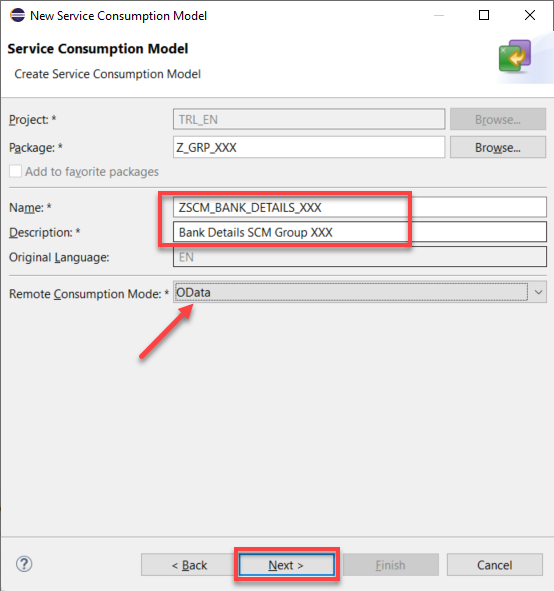 New Service Consumption Model
Service Consumption Model
Create Service Consumption Model
Project: * TRL_EN Browse...
Package: * Z_GRP_XXX Browse...
Add to favorite packages
Name: * ZSCM_BANK_DETAILS_XXX
Description: * Bank Details SCM Group XXX
Original Language: EN
Remote Consumption Mode: * OData
? < Back Next > Finish Cancel